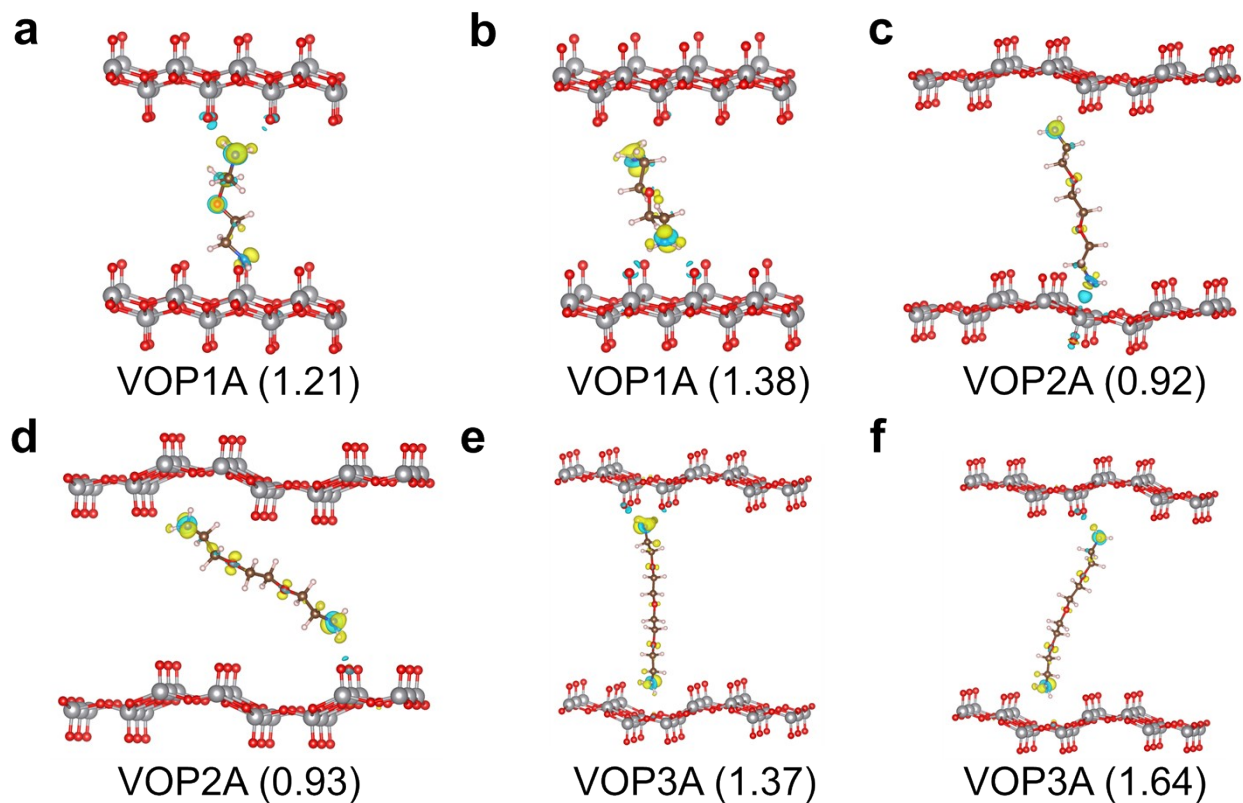 a
b
c
VOP1A (1.21)
VOP1A (1.38)
VOP2A (0.92)
d
e
f
VOP2A (0.93)
VOP3A (1.37)
VOP3A (1.64)